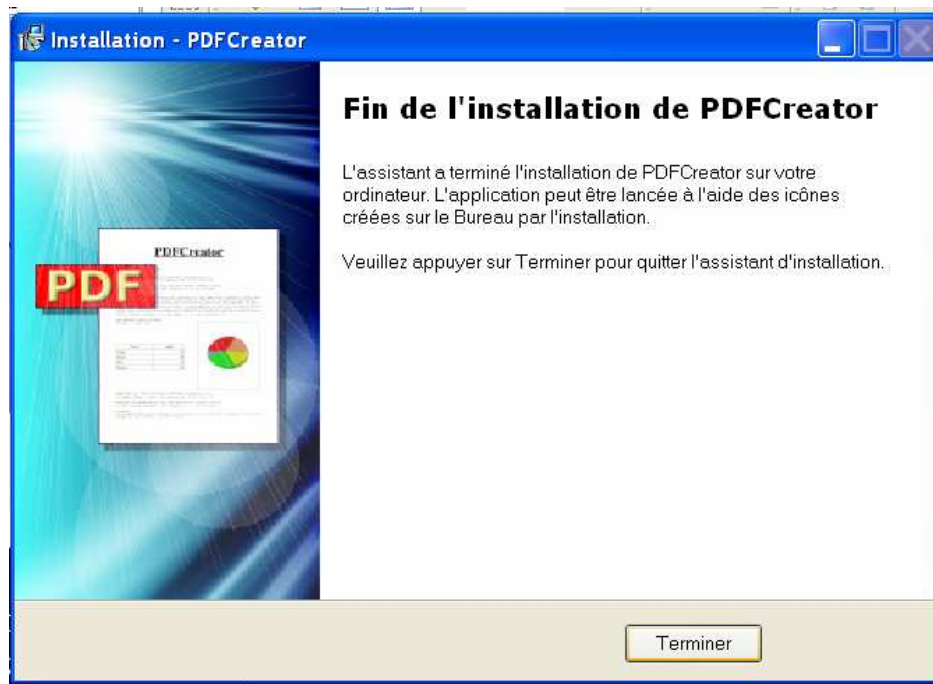 Installation - PDFCreator
Fin de l'installation de PDFCreator
L'assistant a terminé l'installation de PDFCreator sur votre
ordinateur. L'application peut être lancée à l'aide des icônes
créées sur le Bureau par l'installation.
Veuillez appuyer sur Terminer pour quitter l'assistant d'installation.
PDFCreator
PDF
Terminer